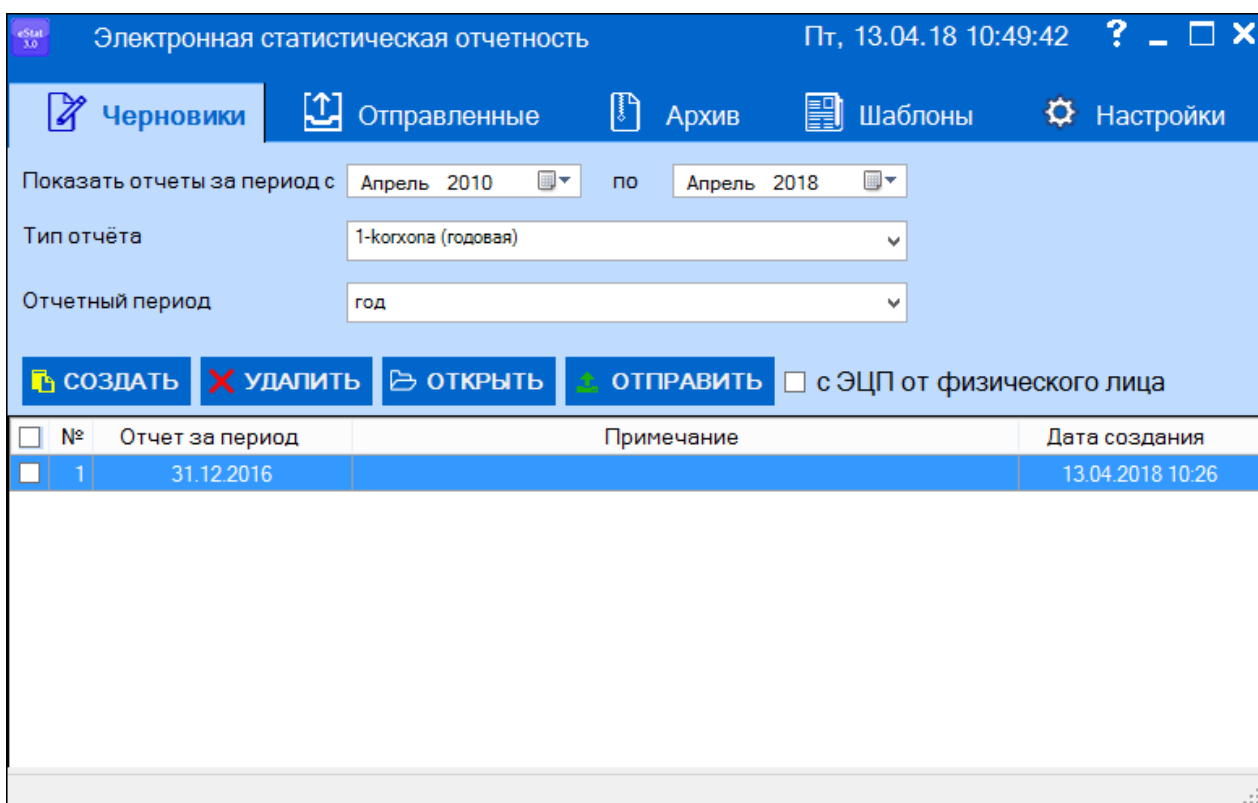 eStat
3.0
Электронная статистическая отчетность Пт, 13.04.18 10:49:42 ?
Черновики Отправленные Архив Шаблоны Настройки
Показать отчеты за период с Апрель 2010 по Апрель 2018
Тип отчёта 1-korxona (годовая)
Отчетный период год
СОЗДАТЬ УДАЛИТЬ ОТКРЫТЬ ОТПРАВИТЬ с ЭЦП от физического лица
№ Отчет за период Примечание Дата создания
1 31.12.2016 13.04.2018 10:26